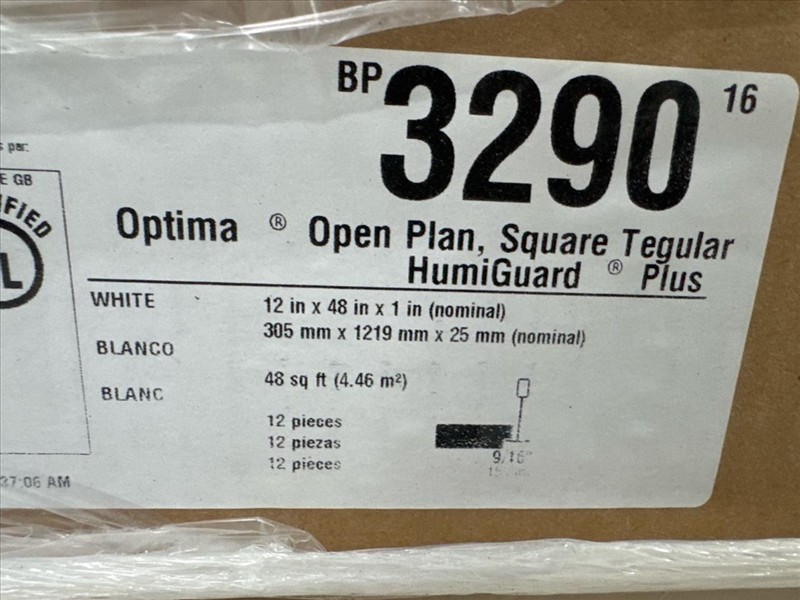 BP 3290 16
s par:
E GB
IFIED
L
Optima ® Open Plan, Square Tegular
HumiGuard ® Plus
WHITE
12 in x 48 in x 1 in (nominal)
305 mm x 1219 mm x 25 mm (nominal)
BLANCO
BLANC
48 sq ft (4.46 m²)
12 pieces
12 piezas
12 pieces
9/16"
37:06 AM